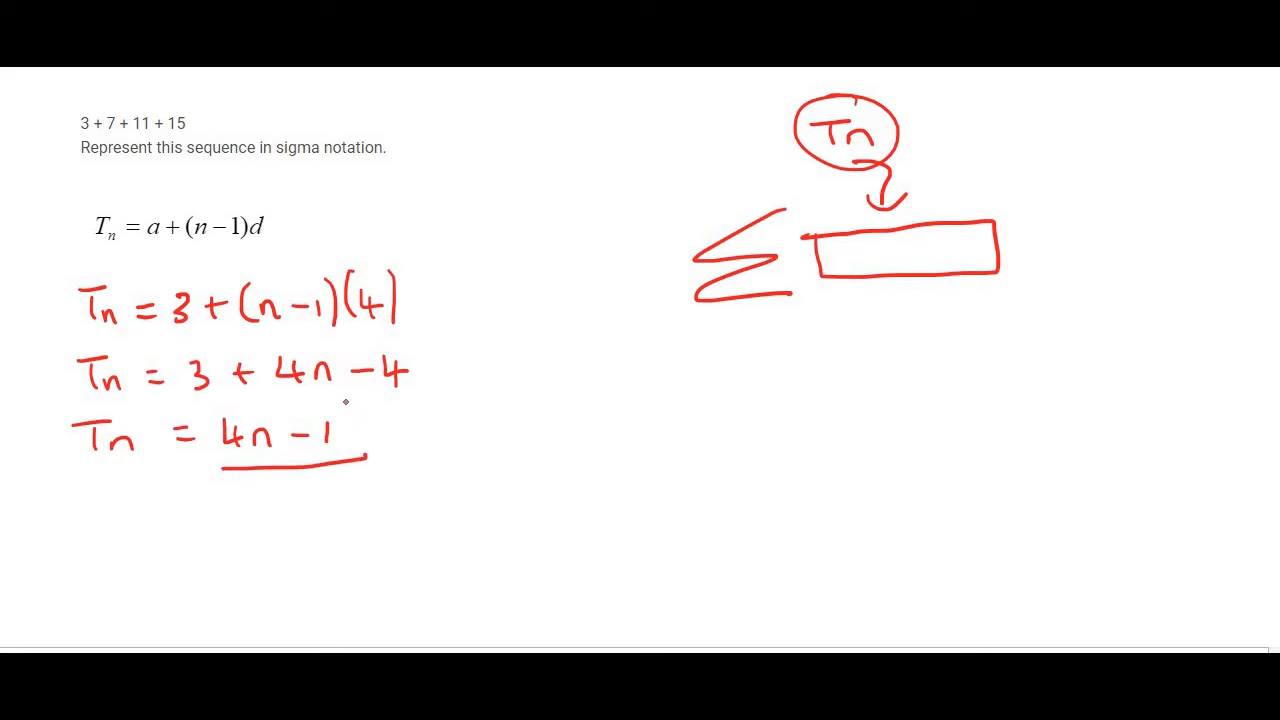 3 + 7 + 11 + 15
Represent this sequence in sigma notation.
Tn = a + (n − 1)d
Tn = 3 + (n − 1)(4)
Tn = 3 + 4n − 4
Tn = 4n − 1
Tn
Σ